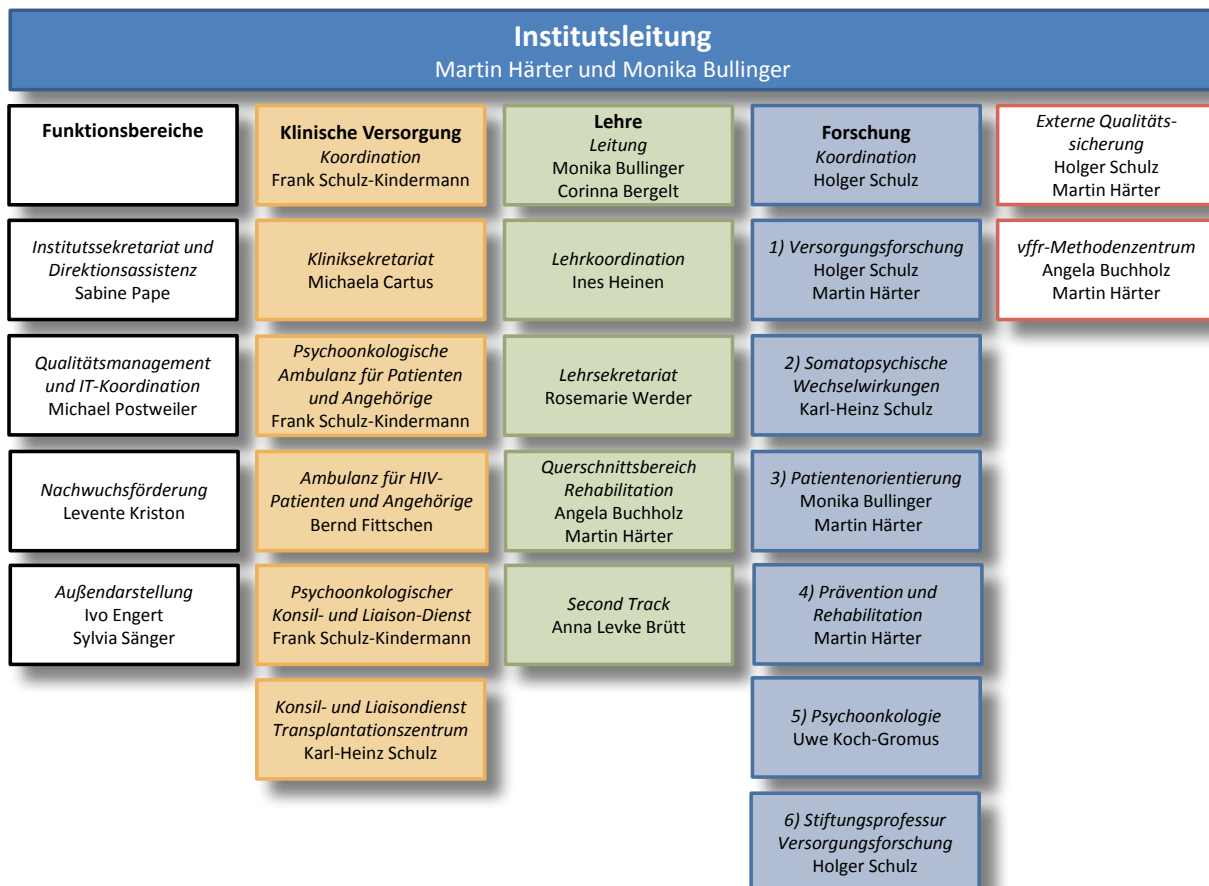 Institutsleitung
Martin Härter und Monika Bullinger
Funktionsbereiche
Institutssekretariat und
Direktionsassistenz
Sabine Pape
Qualitätsmanagement
und IT-Koordination
Michael Postweiler
Nachwuchsförderung
Levente Kriston
Außendarstellung
Ivo Engert
Sylvia Sänger
Klinische Versorgung
Koordination
Frank Schulz-Kindermann
Kliniksekretariat
Michaela Cartus
Psychoonkologische
Ambulanz für Patienten
und Angehörige
Frank Schulz-Kindermann
Ambulanz für HIV-
Patienten und Angehörige
Bernd Fittschen
Psychoonkologischer
Konsil- und Liaison-Dienst
Frank Schulz-Kindermann
Konsil- und Liaisondienst
Transplantationszentrum
Karl-Heinz Schulz
Lehre
Leitung
Monika Bullinger
Corinna Bergelt
Lehrkoordination
Ines Heinen
Lehrsekretariat
Rosemarie Werder
Querschnittsbereich
Rehabilitation
Angela Buchholz
Martin Härter
Second Track
Anna Levke Brütt
Forschung
Koordination
Holger Schulz
1) Versorgungsforschung
Holger Schulz
Martin Härter
2) Somatopsychische
Wechselwirkungen
Karl-Heinz Schulz
3) Patientenorientierung
Monika Bullinger
Martin Härter
4) Prävention und
Rehabilitation
Martin Härter
5) Psychoonkologie
Uwe Koch-Gromus
6) Stiftungsprofessur
Versorgungsforschung
Holger Schulz
Externe Qualitäts-
sicherung
Holger Schulz
Martin Härter
vffr-Methodenzentrum
Angela Buchholz
Martin Härter